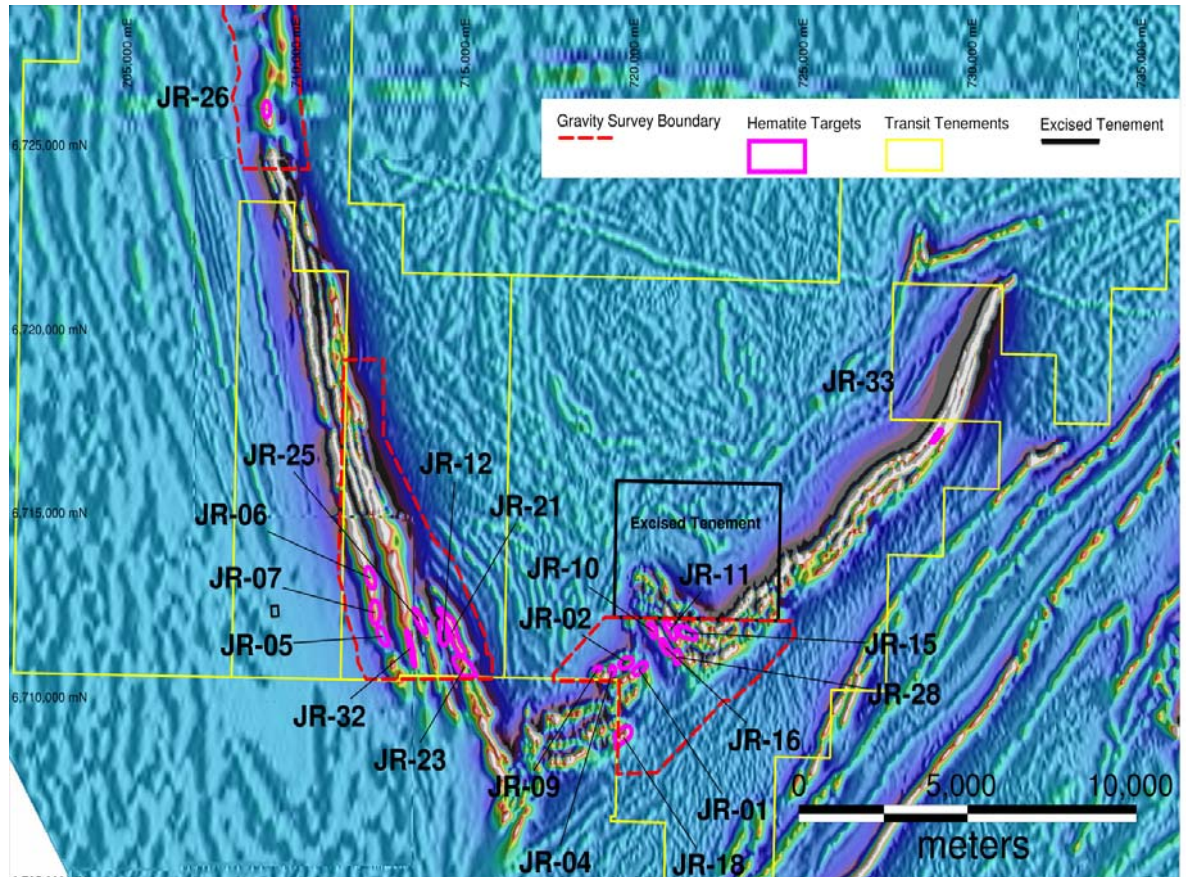 705,000 mE
710,000 mE
715,000 mE
720,000 mE
725,000 mE
730,000 mE
735,000 mE
JR-26
Gravity Survey Boundary
Hematite Targets
Transit Tenements
Excised Tenement
6,725,000 mN
6,720,000 mN
JR-33
JR-25
JR-12
JR-06
JR-21
6,715,000 mN
Excised Tenement
JR-07
JR-10
JR-11
JR-02
JR-05
JR-15
6,710,000 mN
JR-28
JR-32
JR-16
JR-23
JR-09
JR-01
0
5,000
10,000
meters
JR-04
JR-18